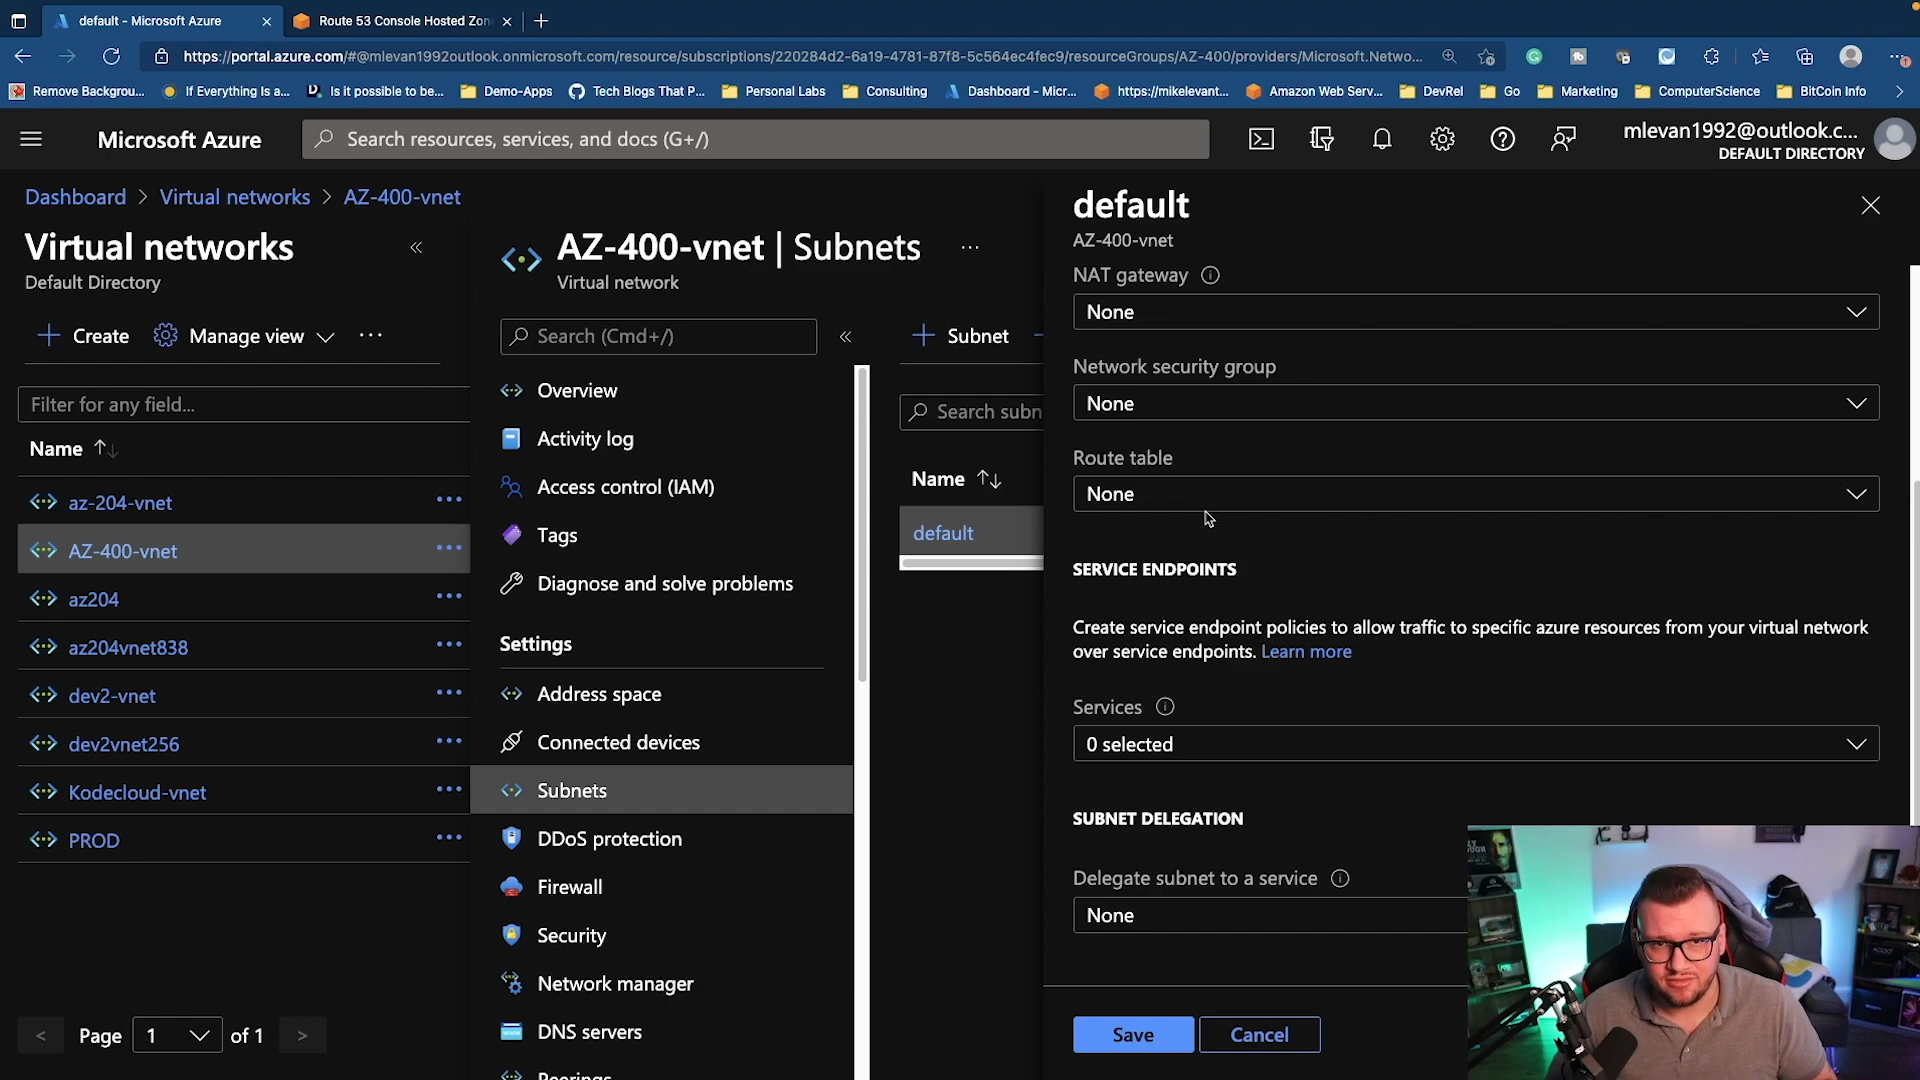 default - Microsoft Azure
Route 53 Console Hosted Zon
https://portal.azure.com/#@mlevan1992outlook.onmicrosoft.com/resource/subscriptions/220284d2-6a19-4781-87f8-5c564ec4fec9/resourceGroups/AZ-400/providers/Microsoft.Netwo...
Remove Backgrou...
If Everything Is a...
Is it possible to be...
Demo-Apps
Tech Blogs That P...
Personal Labs
Consulting
Dashboard - Micr...
https://mikelevant...
Amazon Web Serv...
DevRel
Go
Marketing
ComputerScience
BitCoin Info
Microsoft Azure
Search resources, services, and docs (G+/)
mlevan1992@outlook.c...
DEFAULT DIRECTORY
Dashboard > Virtual networks > AZ-400-vnet
Virtual networks
Default Directory
Create
Manage view
Filter for any field...
Name
az-204-vnet
AZ-400-vnet
az204
az204vnet838
dev2-vnet
dev2vnet256
Kodecloud-vnet
PROD
< Page 1 of 1 >
AZ-400-vnet | Subnets
Virtual network
Search (Cmd+/)
Overview
Activity log
Access control (IAM)
Tags
Diagnose and solve problems
Settings
Address space
Connected devices
Subnets
DDoS protection
Firewall
Security
Network manager
DNS servers
Peerings
+ Subnet
Search subn
Name
default
default
AZ-400-vnet
NAT gateway
None
Network security group
None
Route table
None
SERVICE ENDPOINTS
Create service endpoint policies to allow traffic to specific azure resources from your virtual network
over service endpoints. Learn more
Services
0 selected
SUBNET DELEGATION
Delegate subnet to a service
None
Save
Cancel